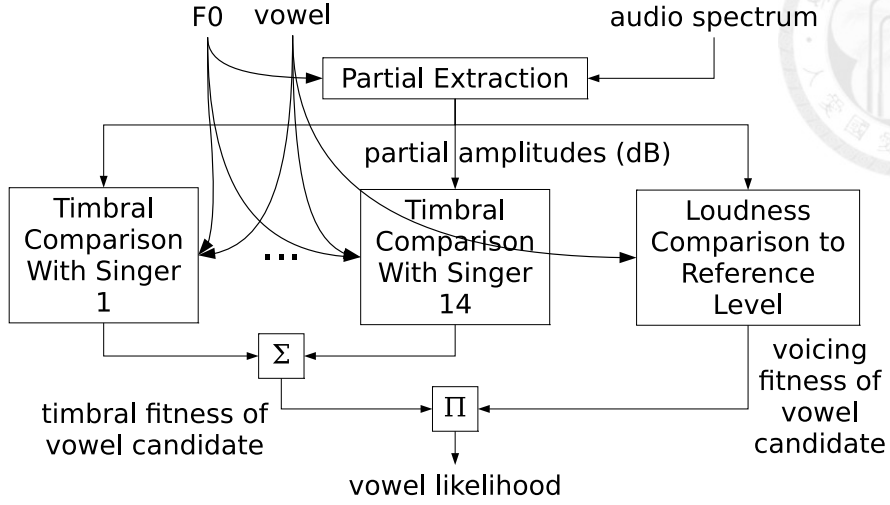 F0
vowel
audio spectrum
Partial Extraction
partial amplitudes (dB)
Timbral
Comparison
With Singer
1
...
Timbral
Comparison
With Singer
14
Loudness
Comparison to
Reference
Level
Σ
timbral fitness of
vowel candidate
Π
voicing
fitness of
vowel
candidate
vowel likelihood